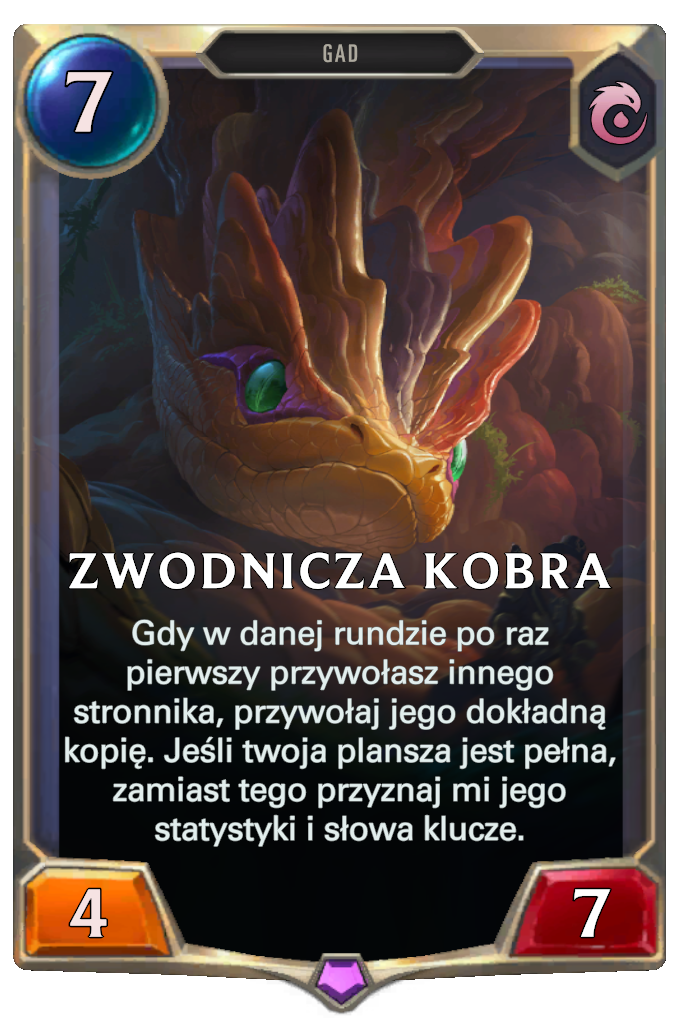 7
GAD
ZWODNICZA KOBRA
Gdy w danej rundzie po raz
pierwszy przywołasz innego
stronnika, przywołaj jego dokładną
kopię. Jeśli twoja plansza jest pełna,
zamiast tego przyznaj mi jego
statystyki i słowa klucze.
4
7